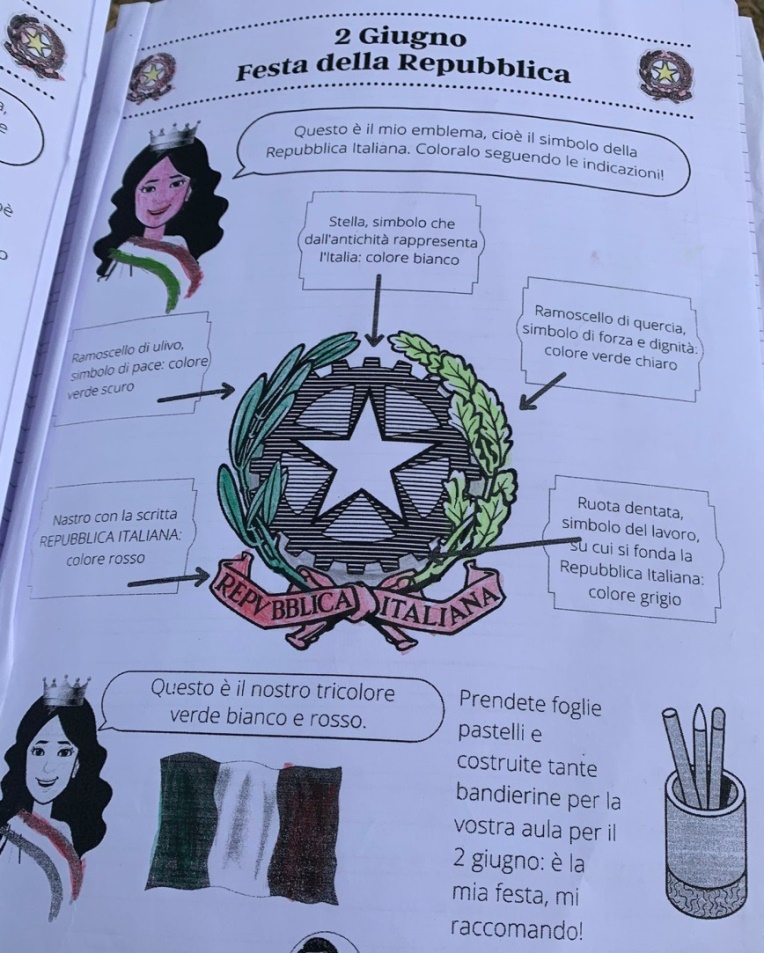 2 Giugno
Festa della Repubblica
Questo è il mio emblema, cioè il simbolo della
Repubblica Italiana. Coloralo seguendo le indicazioni!
Stella, simbolo che
dall'antichità rappresenta
l'Italia: colore bianco
Ramoscello di quercia,
simbolo di forza e dignità:
colore verde chiaro
Ramoscello di ulivo,
simbolo di pace: colore
verde scuro
Nastro con la scritta
REPUBBLICA ITALIANA:
colore rosso
Ruota dentata,
simbolo del lavoro,
su cui si fonda la
Repubblica Italiana:
colore grigio
REPVBBLICA ITALIANA
Questo è il nostro tricolore
verde bianco e rosso.
Prendete foglie
pastelli e
costruite tante
bandierine per la
vostra aula per il
2 giugno: è la
mia festa, mi
raccomando!